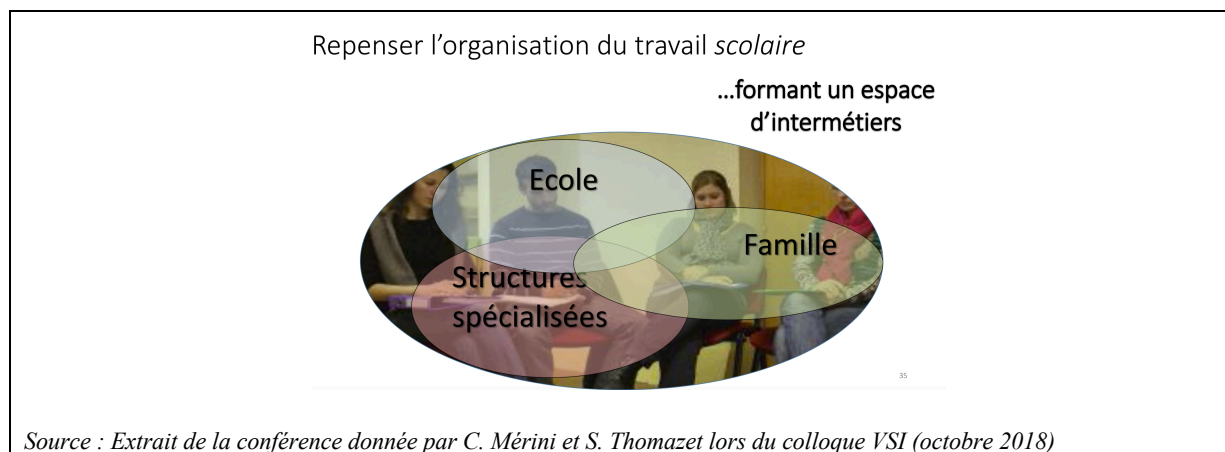 Repenser l’organisation du travail scolaire
...formant un espace
d’intermétiers
Ecole
Famille
Structures
spécialisées
35
Source : Extrait de la conférence donnée par C. Mérini et S. Thomazet lors du colloque VSI (octobre 2018)